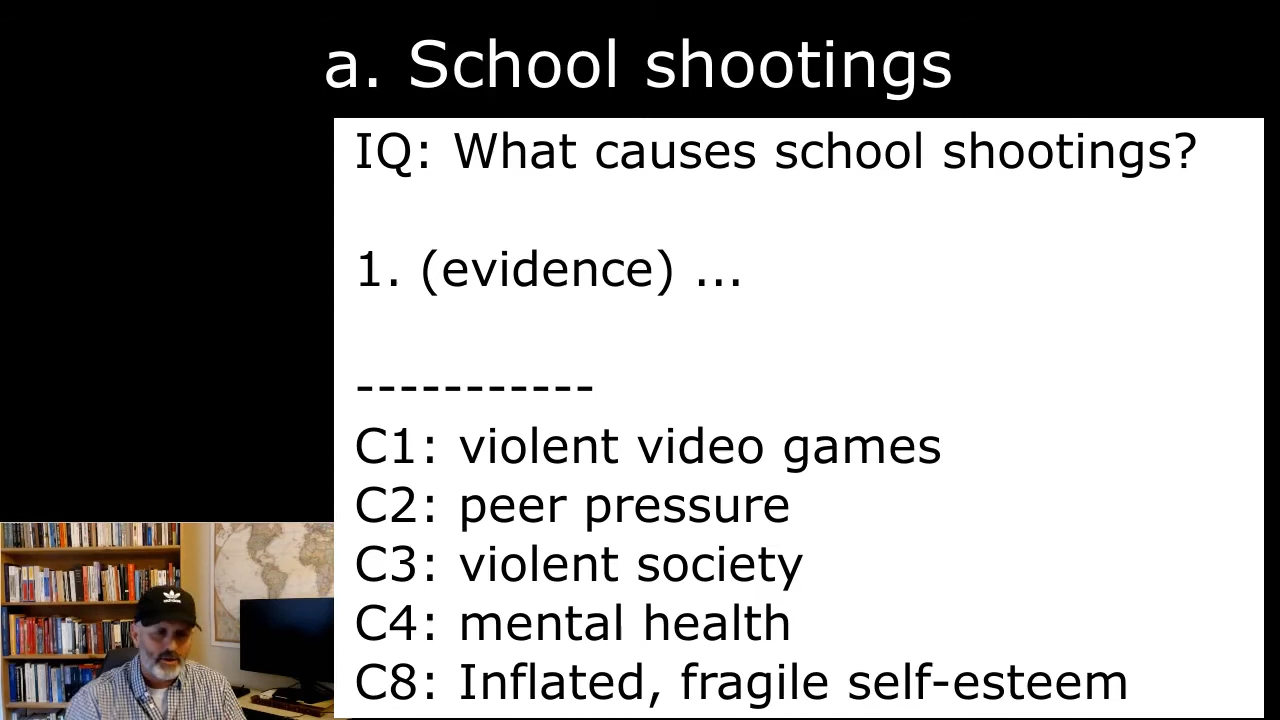 a. School shootings
IQ: What causes school shootings?
1. (evidence) ...
-----------
C1: violent video games
C2: peer pressure
C3: violent society
C4: mental health
C8: Inflated, fragile self-esteem